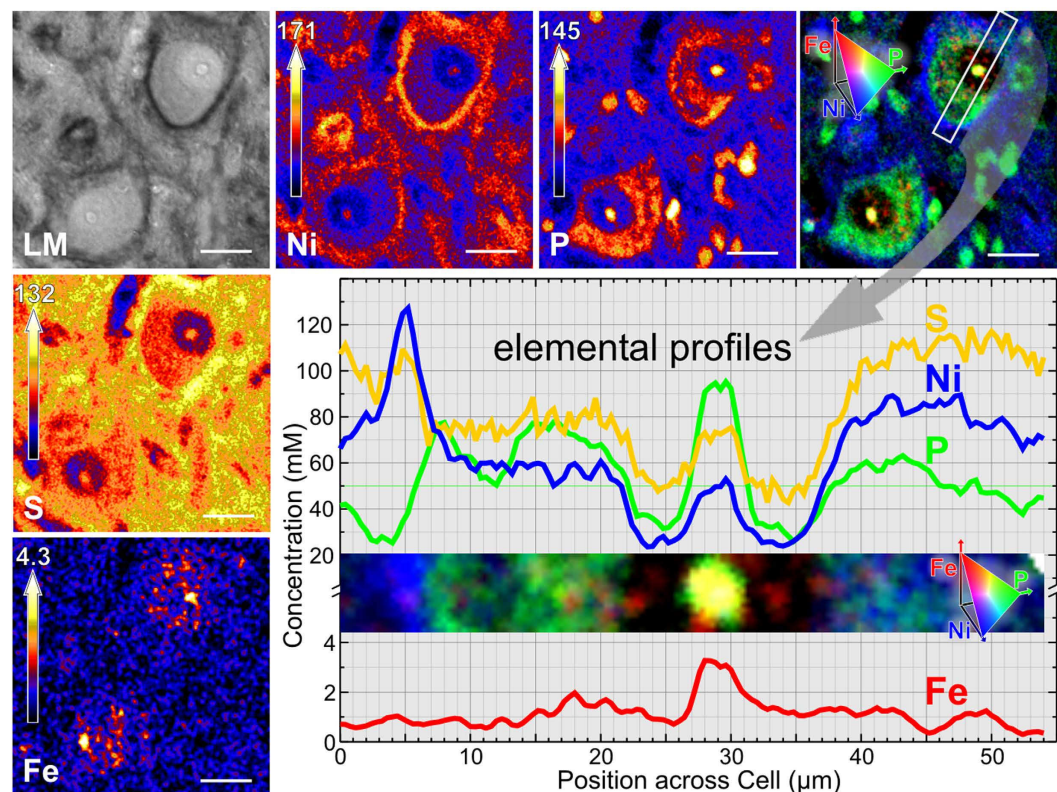 LM
171
Ni
145
P
Fe
P
Ni
132
S
4.3
Fe
elemental profiles
S
Ni
P
Fe
Fe
P
Ni
Concentration (mM)
120
100
80
60
40
20
4
2
0
0
10
20
30
40
50
Position across Cell (µm)